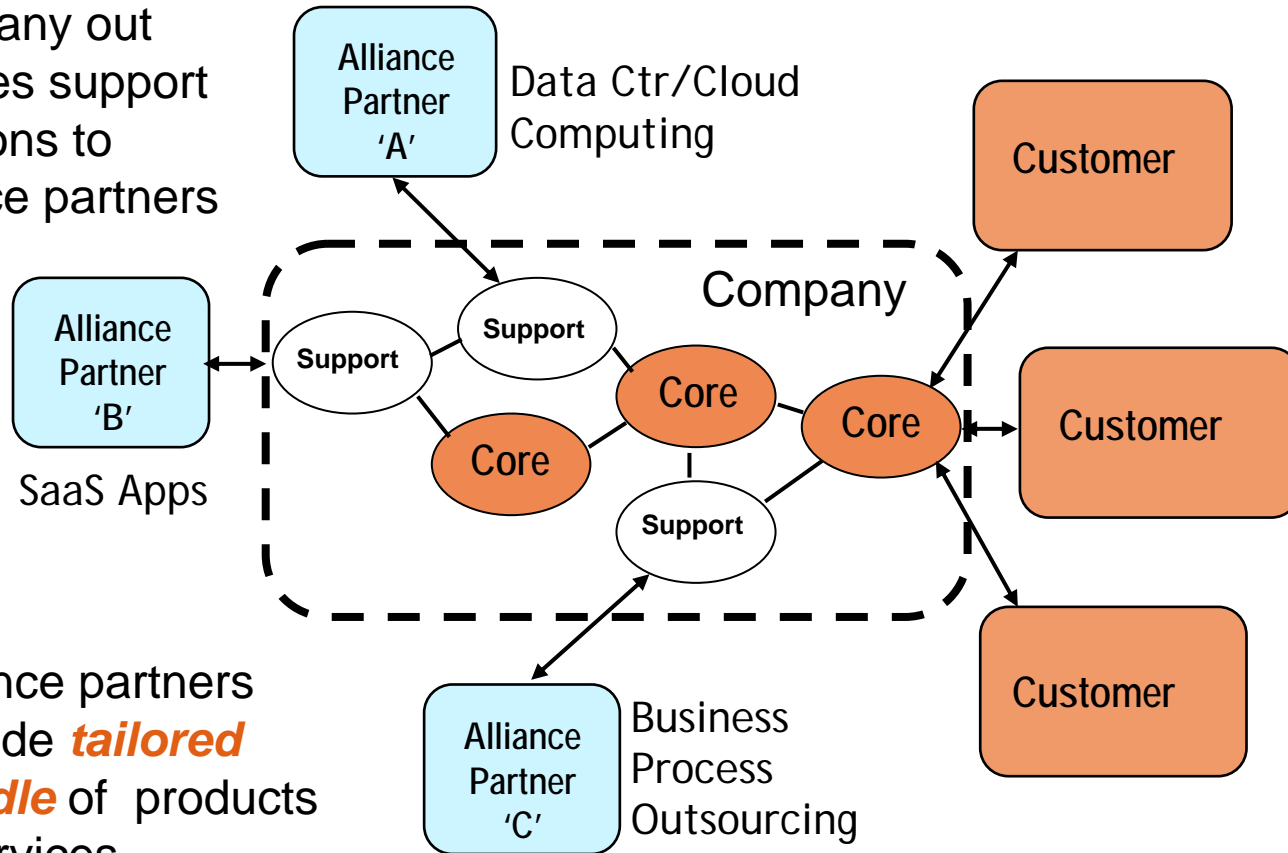 any out
es support
ons to
ce partners
Alliance
Partner
‘A’
Data Ctr/Cloud
Computing
Customer
Company
Alliance
Partner
‘B’
SaaS Apps
Support
Support
Core
Core
Core
Support
Customer
Customer
nce partners
de tailored
dle of products
rvices
Alliance
Partner
‘C’
Business
Process
Outsourcing